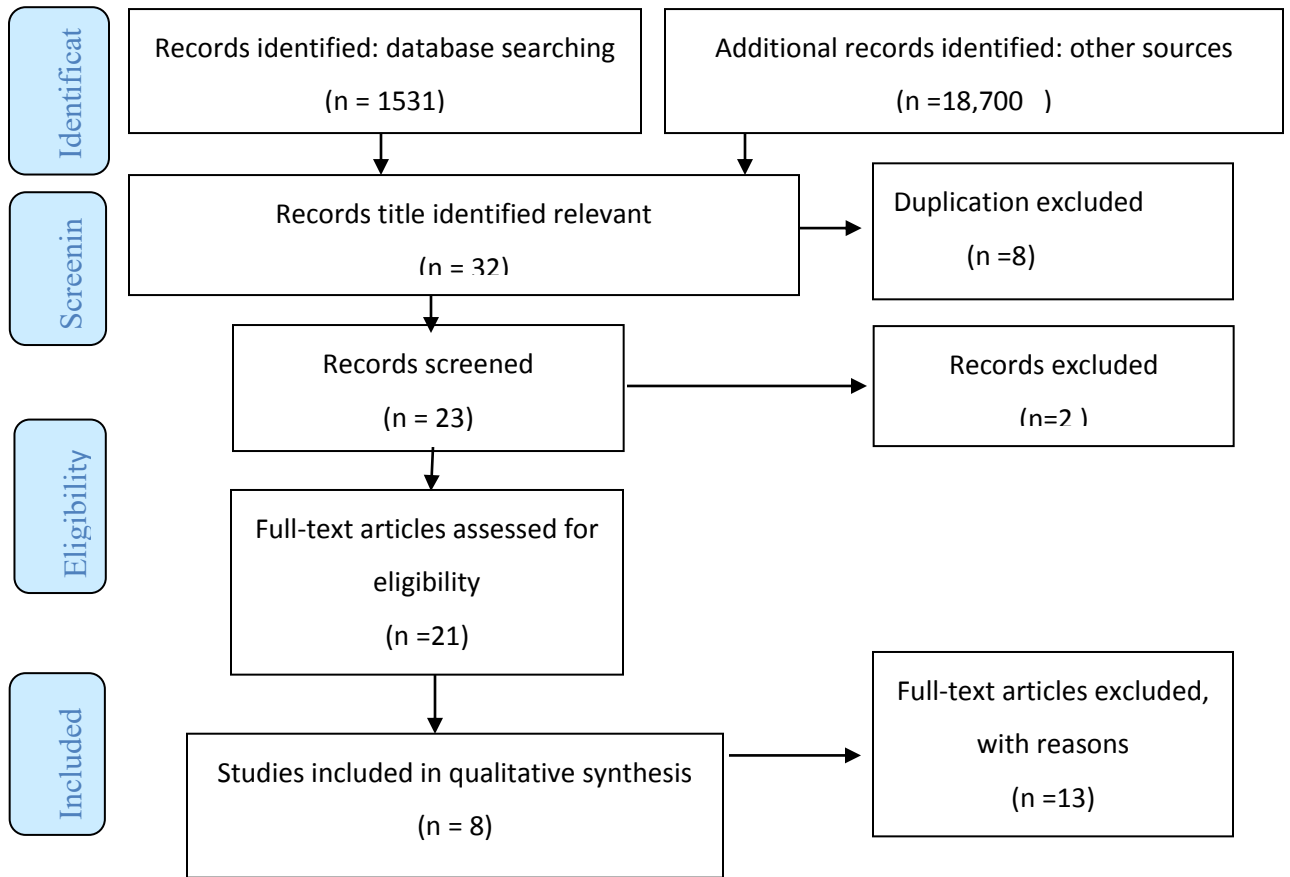 Identificat
Records identified: database searching
(n = 1531)
Additional records identified: other sources
(n =18,700   )
Screenin
Records title identified relevant
(n = 32)
Duplication excluded
(n =8)
Records screened
(n = 23)
Records excluded
(n=2 )
Eligibility
Full-text articles assessed for
eligibility
(n =21)
Included
Studies included in qualitative synthesis
(n = 8)
Full-text articles excluded,
with reasons
(n =13)